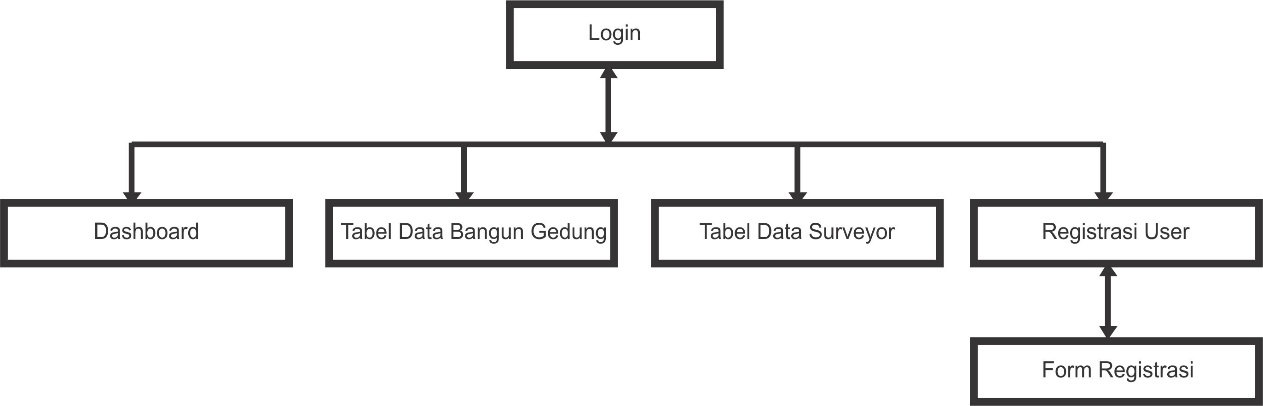 Login
Dashboard
Tabel Data Bangun Gedung
Tabel Data Surveyor
Registrasi User
Form Registrasi